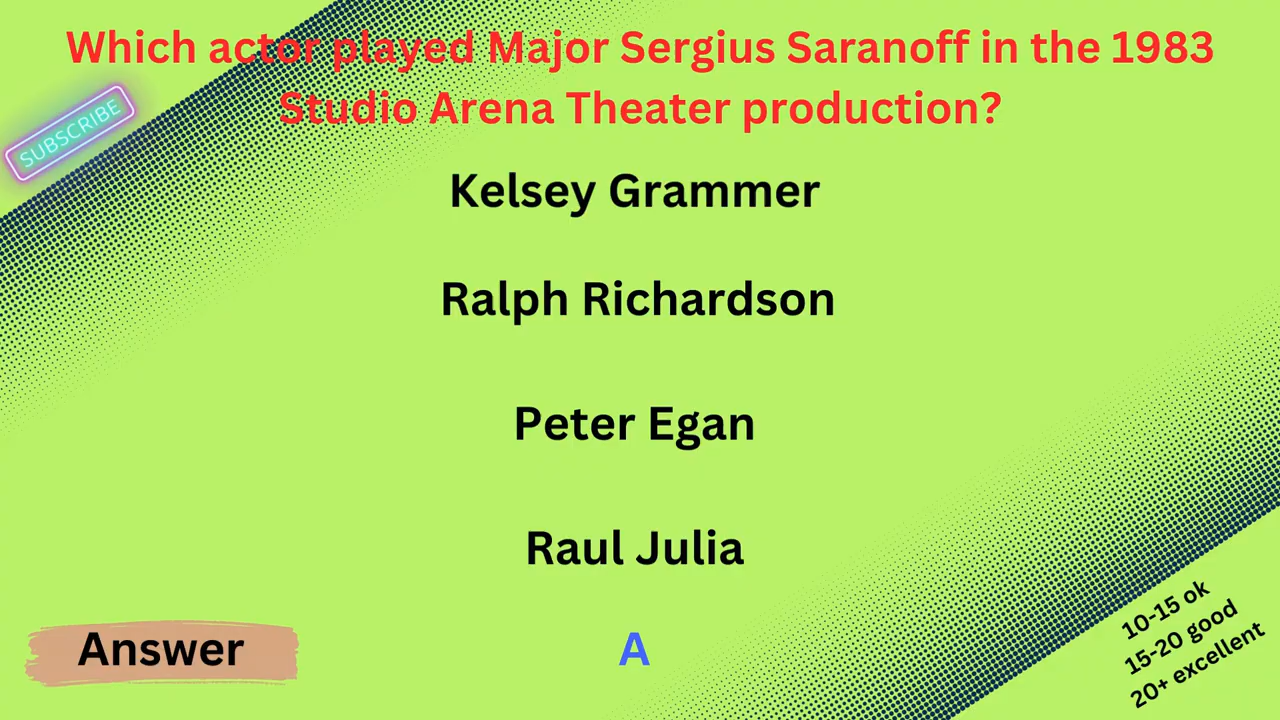 Which actor played Major Sergius Saranoff in the 1983
Studio Arena Theater production?
SUBSCRIBE
Kelsey Grammer
Ralph Richardson
Peter Egan
Raul Julia
Answer
A
10-15 ok
15-20 good
20+ excellent